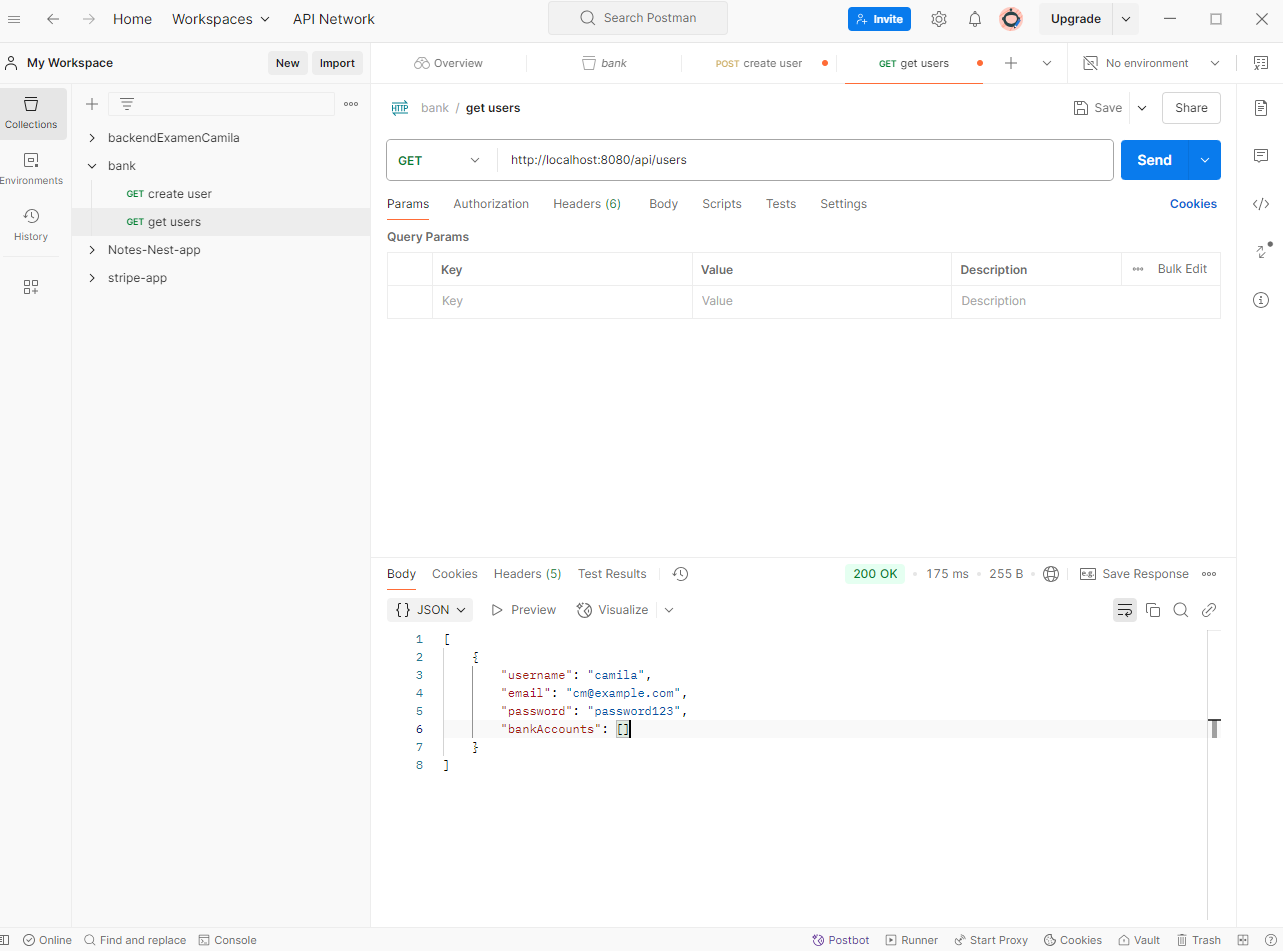 Home Workspaces API Network Search Postman Invite Upgrade
My Workspace New Import Overview bank POST create user GET get users No environment
Collections
Environments
History
backendExamenCamila
bank
GET create user
GET get users
Notes-Nest-app
stripe-app
HTTP bank / get users Save Share
GET http://localhost:8080/api/users Send
Params Authorization Headers (6) Body Scripts Tests Settings Cookies
Query Params
Key Value Description Bulk Edit
Key Value Description
Body Cookies Headers (5) Test Results 200 OK 175 ms 255 B e.g. Save Response
{} JSON Preview Visualize
1 [
2 {
3 "username": "camila",
4 "email": "cm@example.com",
5 "password": "password123",
6 "bankAccounts": []
7 }
8 ]
Online Find and replace Console Postbot Runner Start Proxy Cookies Vault Trash